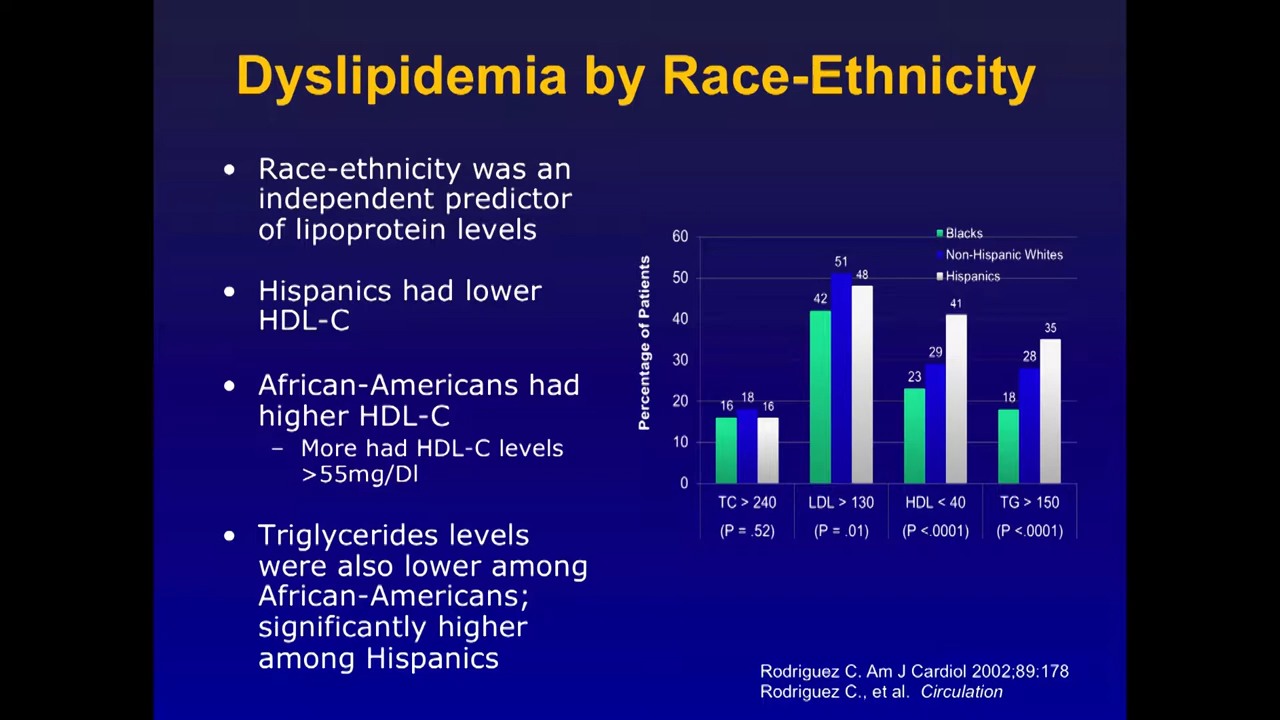 Dyslipidemia by Race-Ethnicity
• Race-ethnicity was an
independent predictor
of lipoprotein levels
• Hispanics had lower
HDL-C
• African-Americans had
higher HDL-C
– More had HDL-C levels
>55mg/Dl
• Triglycerides levels
were also lower among
African-Americans;
significantly higher
among Hispanics
Percentage of Patients
60
50
40
30
20
10
0
Blacks
Non-Hispanic Whites
Hispanics
16 18 16
42 51 48
23 29 41
18 28 35
TC > 240 LDL > 130 HDL < 40 TG > 150
(P = .52) (P = .01) (P <.0001) (P <.0001)
Rodriguez C. Am J Cardiol 2002;89:178
Rodriguez C., et al. Circulation